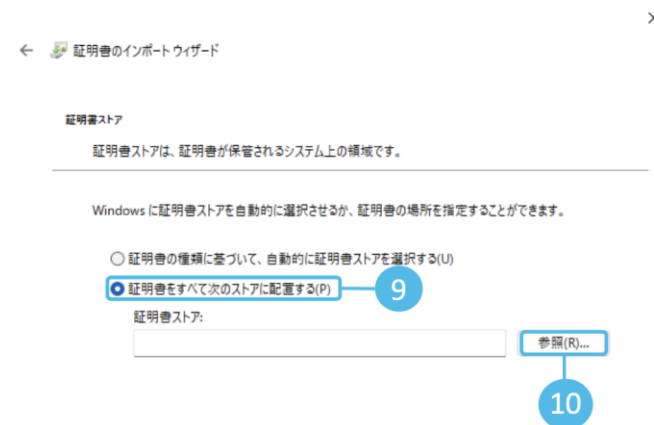 証明書のインポート ウィザード
証明書ストア
証明書ストアは、証明書が保管されるシステム上の領域です。
Windows に証明書ストアを自動的に選択させるか、証明書の場所を指定することができます。
証明書の種類に基づいて、自動的に証明書ストアを選択する(U)
証明書をすべて次のストアに配置する(P)
9
証明書ストア:
参照(R)...
10